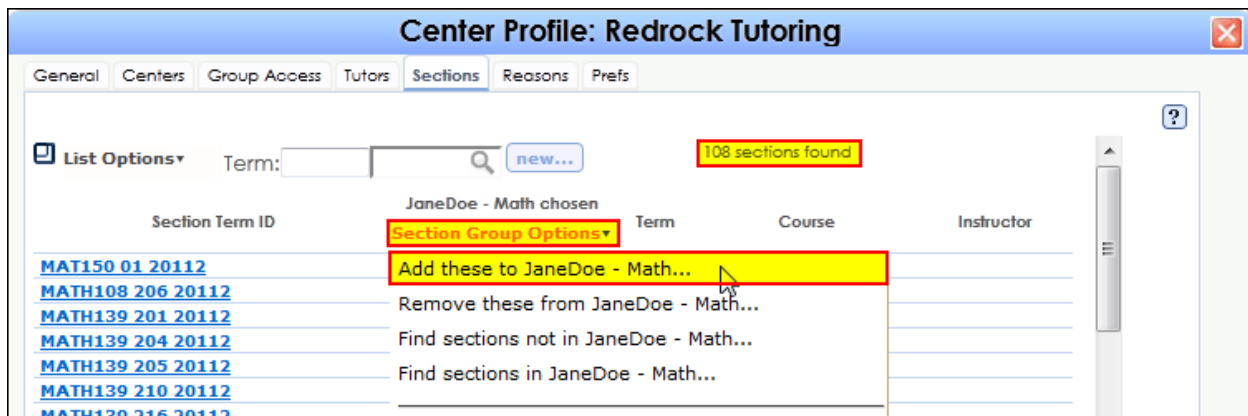 Center Profile: Redrock Tutoring
General Centers Group Access Tutors Sections Reasons Prefs
?
List Options▾ Term: new... 108 sections found
JaneDoe - Math chosen
Section Term ID Section Group Options▾ Term Course Instructor
MAT150 01 20112
Add these to JaneDoe - Math...
MATH108 206 20112
Remove these from JaneDoe - Math...
MATH139 201 20112
MATH139 204 20112
Find sections not in JaneDoe - Math...
MATH139 205 20112
Find sections in JaneDoe - Math...
MATH139 210 20112
MATH139 216 20112